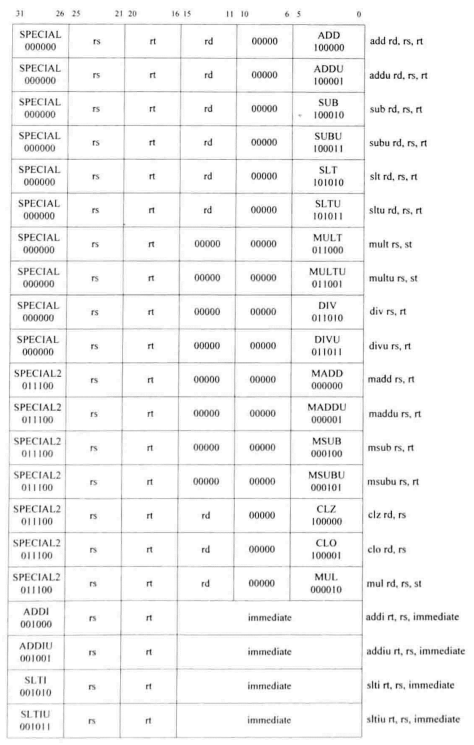 31 26 25 21 20 16 15 11 10 6 5 0
SPECIAL 000000 rs rt rd 00000 ADD 100000 add rd, rs, rt
SPECIAL 000000 rs rt rd 00000 ADDU 100001 addu rd, rs, rt
SPECIAL 000000 rs rt rd 00000 SUB 100010 sub rd, rs, rt
SPECIAL 000000 rs rt rd 00000 SUBU 100011 subu rd, rs, rt
SPECIAL 000000 rs rt rd 00000 SLT 101010 slt rd, rs, rt
SPECIAL 000000 rs rt rd 00000 SLTU 101011 sltu rd, rs, rt
SPECIAL 000000 rs rt 00000 00000 MULT 011000 mult rs, st
SPECIAL 000000 rs rt 00000 00000 MULTU 011001 multu rs, st
SPECIAL 000000 rs rt 00000 00000 DIV 011010 div rs, rt
SPECIAL 000000 rs rt 00000 00000 DIVU 011011 divu rs, rt
SPECIAL2 011100 rs rt 00000 00000 MADD 000000 madd rs, rt
SPECIAL2 011100 rs rt 00000 00000 MADDU 000001 maddu rs, rt
SPECIAL2 011100 rs rt 00000 00000 MSUB 000100 msub rs, rt
SPECIAL2 011100 rs rt 00000 00000 MSUBU 000101 msubu rs, rt
SPECIAL2 011100 rs rt rd 00000 CLZ 100000 clz rd, rs
SPECIAL2 011100 rs rt rd 00000 CLO 100001 clo rd, rs
SPECIAL2 011100 rs rt rd 00000 MUL 000010 mul rd, rs, st
ADDI 001000 rs rt immediate addi rt, rs, immediate
ADDIU 001001 rs rt immediate addiu rt, rs, immediate
SLTI 001010 rs rt immediate slti rt, rs, immediate
SLTIU 001011 rs rt immediate sltiu rt, rs, immediate